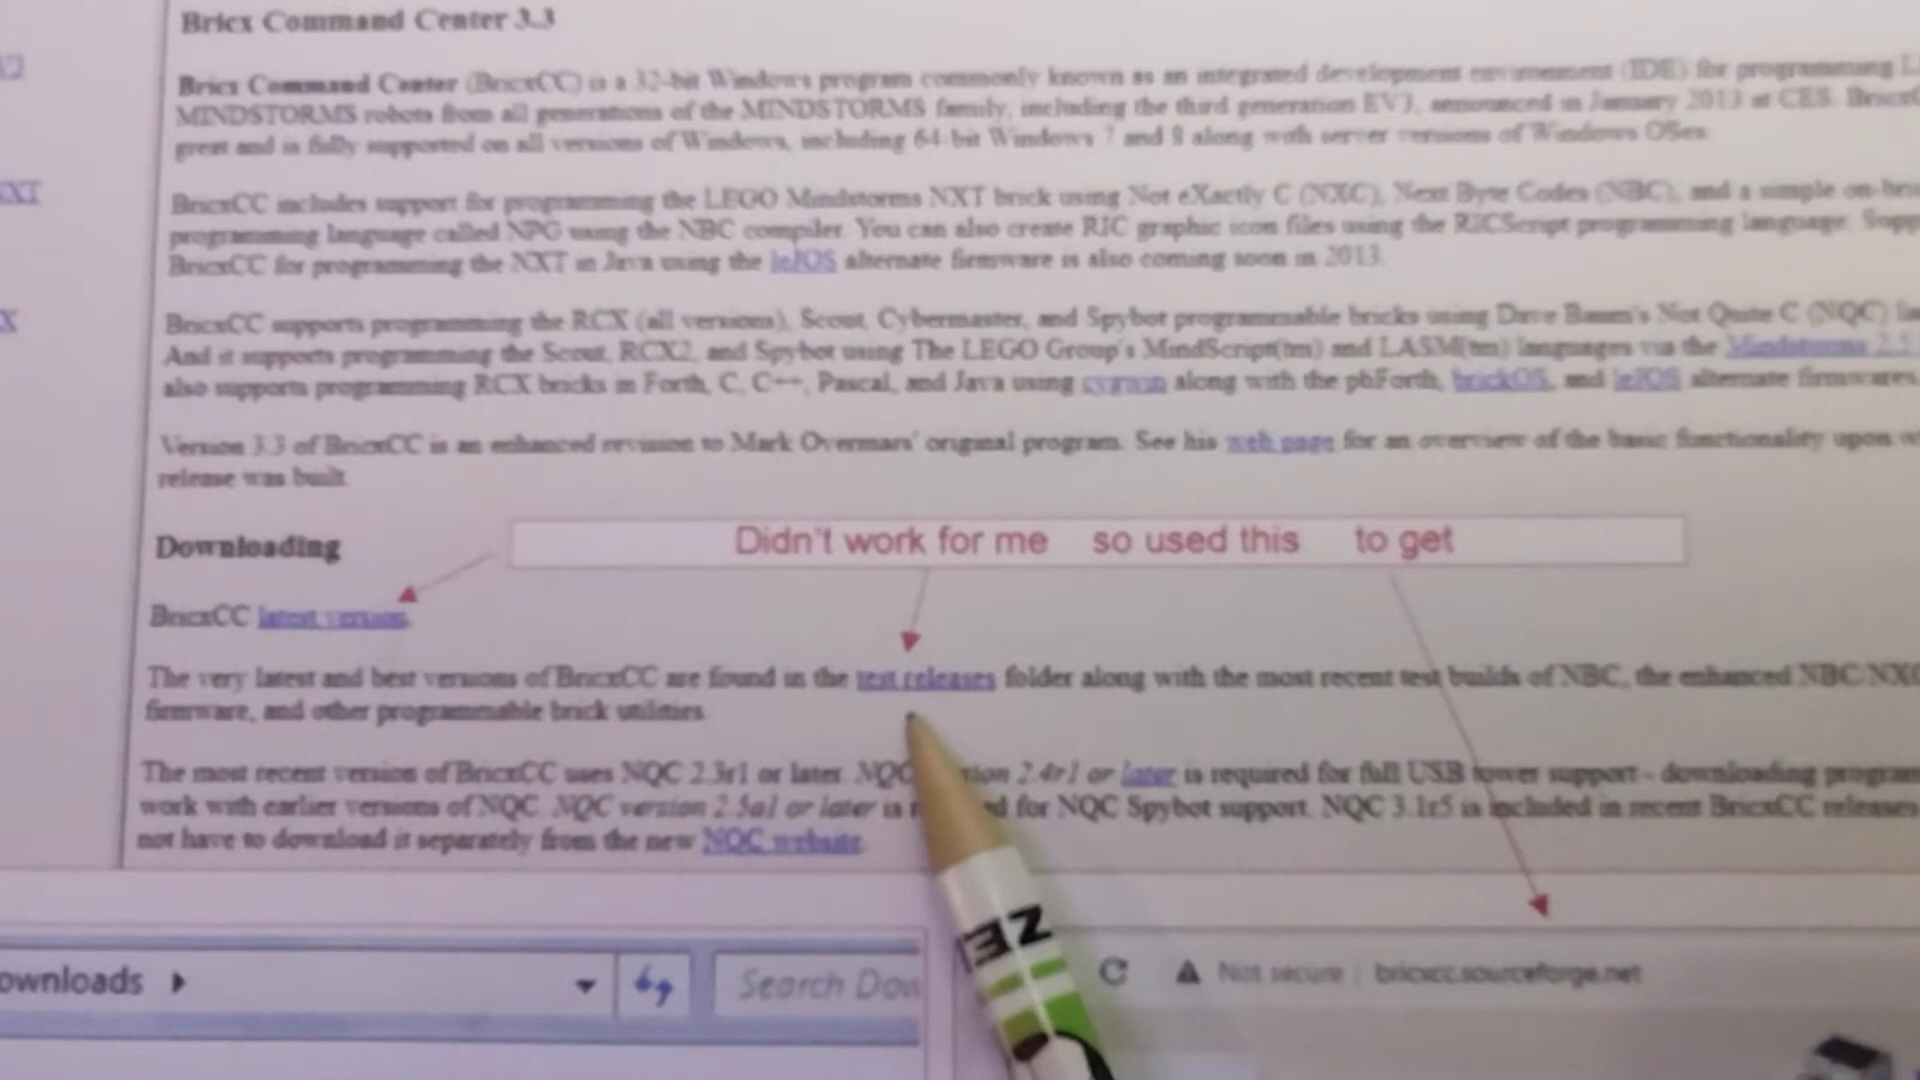 Bricx Command Center 3.3
Bricx Command Center (BricxCC) is a 32-bit Windows program commonly known as an integrated development environment (IDE) for programming
MINDSTORMS robots from all generations of the MINDSTORMS family, including the third generation EV3, announced in January 2013 at CES.
great and is fully supported on all versions of Windows, including 64-bit Windows 7 and 8 along with server versions of Windows OSes
XT
BricxCC includes support for programming the LEGO Mindstorms NXT brick using Not eXactly C (NXC), Next Byte Codes (NBC), and a simple
programming language called NPG using the NBC compiler. You can also create RIC graphic icon files using the RICScript programming language.
BricxCC for programming the NXT in Java using the leJOS alternate firmware is also coming soon in 2013
X
BricxCC supports programming the RCX (all versions), Scout, Cybermaster, and Spybot programmable bricks using Dave Baum's Not Quite C (NQC)
And it supports programming the Scout, RCX2, and Spybot using The LEGO Group's MindScript(tm) and LASM(tm) languages via the Mindstorms
also supports programming RCX bricks in Forth, C, C++, Pascal, and Java using cygwin along with the pbForth, brickOS, and leJOS alternate firmwares.
Version 3.3 of BricxCC is an enhanced revision to Mark Overmars' original program. See his web page for an overview of the basic functionality upon
release was built.
Didn't work for me so used this to get
Downloading
BricxCC latest version.
The very latest and best versions of BricxCC are found in the test releases folder along with the most recent test builds of NBC, the enhanced NBC/NXC
firmware, and other programmable brick utilities.
The most recent version of BricxCC uses NQC 2.3r1 or later. 2.4r1 or later is required for full USB tower support - downloading
work with earlier versions of NQC. NQC version 2.5a1 or later is for NQC Spybot support. NQC 3.1r5 is included in recent BricxCC releases
not have to download it separately from the new NQC website.
ownloads
Search Dow
Not secure | bricxcc.sourceforge.net
ZE